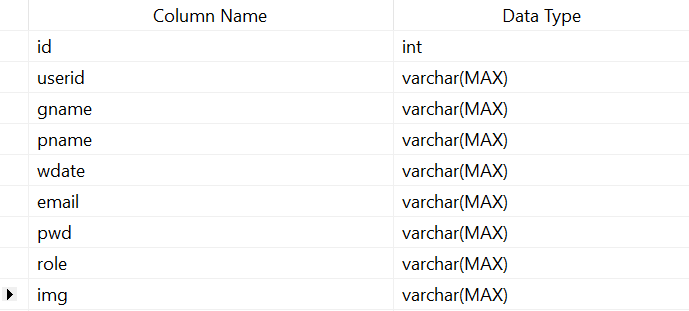 Column Name Data Type
id int
userid varchar(MAX)
gname varchar(MAX)
pname varchar(MAX)
wdate varchar(MAX)
email varchar(MAX)
pwd varchar(MAX)
role varchar(MAX)
img varchar(MAX)